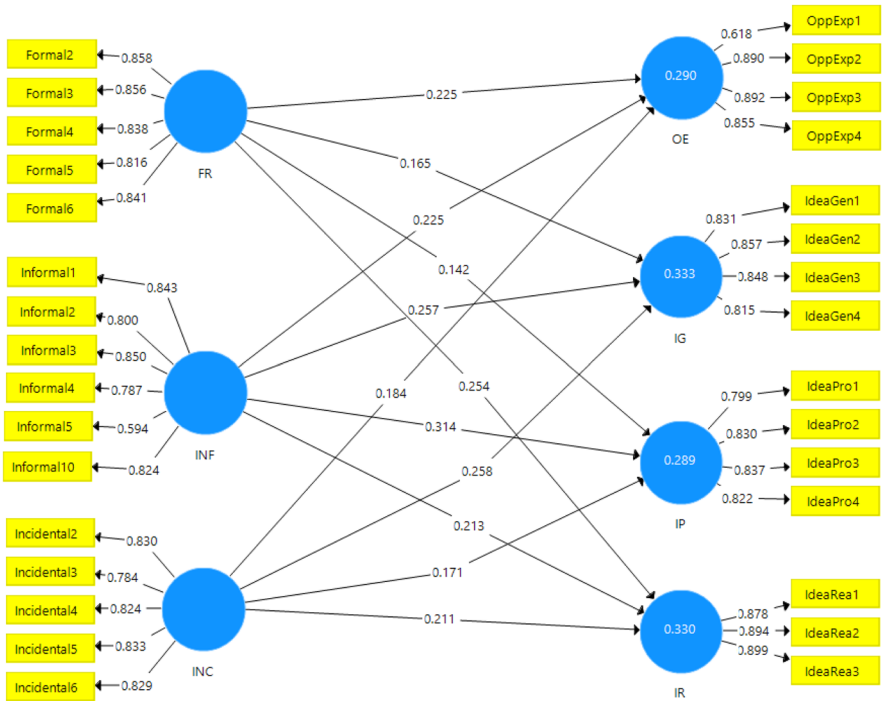 Formal2
0.858
Formal3
0.856
Formal4
0.838
Formal5
0.816
Formal6
0.841
FR
Informal1
0.843
Informal2
0.800
Informal3
0.850
Informal4
0.787
Informal5
0.594
Informal10
0.824
INF
Incidental2
0.830
Incidental3
0.784
Incidental4
0.824
Incidental5
0.833
Incidental6
0.829
INC
0.225
0.165
0.225
0.142
0.257
0.254
0.184
0.314
0.258
0.213
0.171
0.211
0.290
OE
0.618
OppExp1
0.890
OppExp2
0.892
OppExp3
0.855
OppExp4
0.333
IG
0.831
IdeaGen1
0.857
IdeaGen2
0.848
IdeaGen3
0.815
IdeaGen4
0.289
IP
0.799
IdeaPro1
0.830
IdeaPro2
0.837
IdeaPro3
0.822
IdeaPro4
0.330
IR
0.878
IdeaRea1
0.894
IdeaRea2
0.899
IdeaRea3